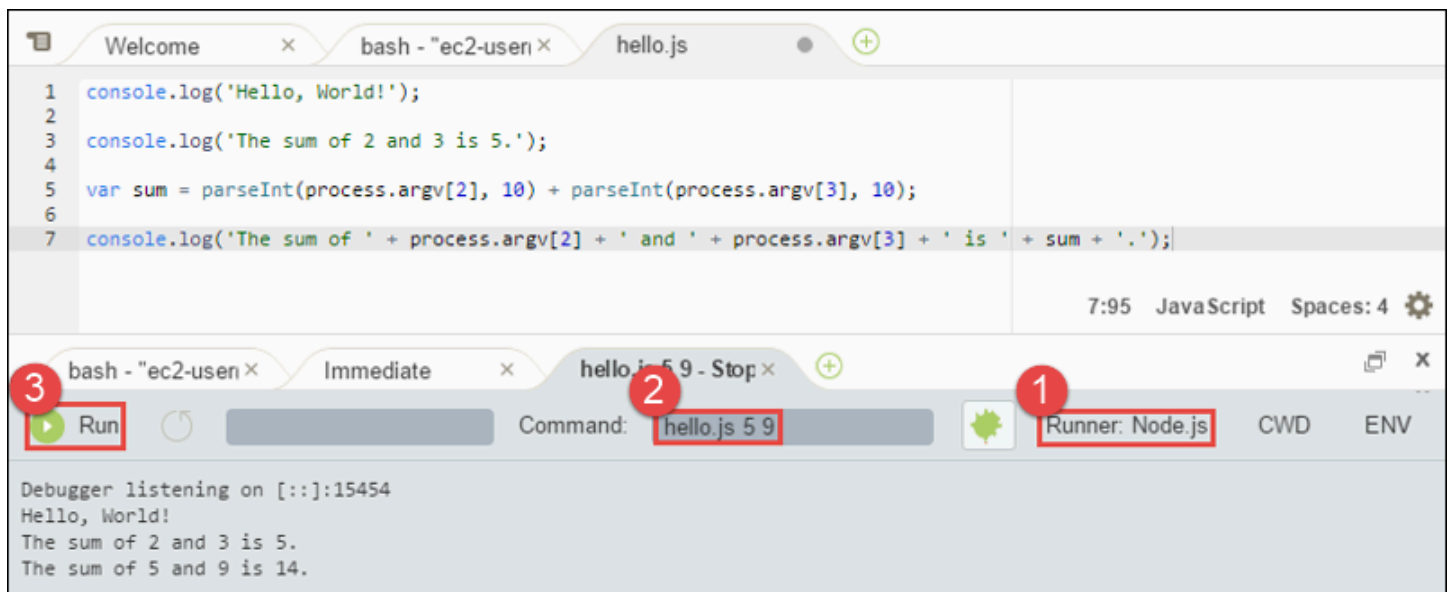 Welcome × bash - "ec2-user × hello.js
1 console.log('Hello, World!');
2
3 console.log('The sum of 2 and 3 is 5.');
4
5 var sum = parseInt(process.argv[2], 10) + parseInt(process.argv[3], 10);
6
7 console.log('The sum of ' + process.argv[2] + ' and ' + process.argv[3] + ' is ' + sum + '.');
7:95 JavaScript Spaces: 4
bash - "ec2-user × Immediate × hello.js 5 9 - Stop × x
3 2 1
Run Command: hello.js 5 9 Runner: Node.js CWD ENV
Debugger listening on [::]:15454
Hello, World!
The sum of 2 and 3 is 5.
The sum of 5 and 9 is 14.